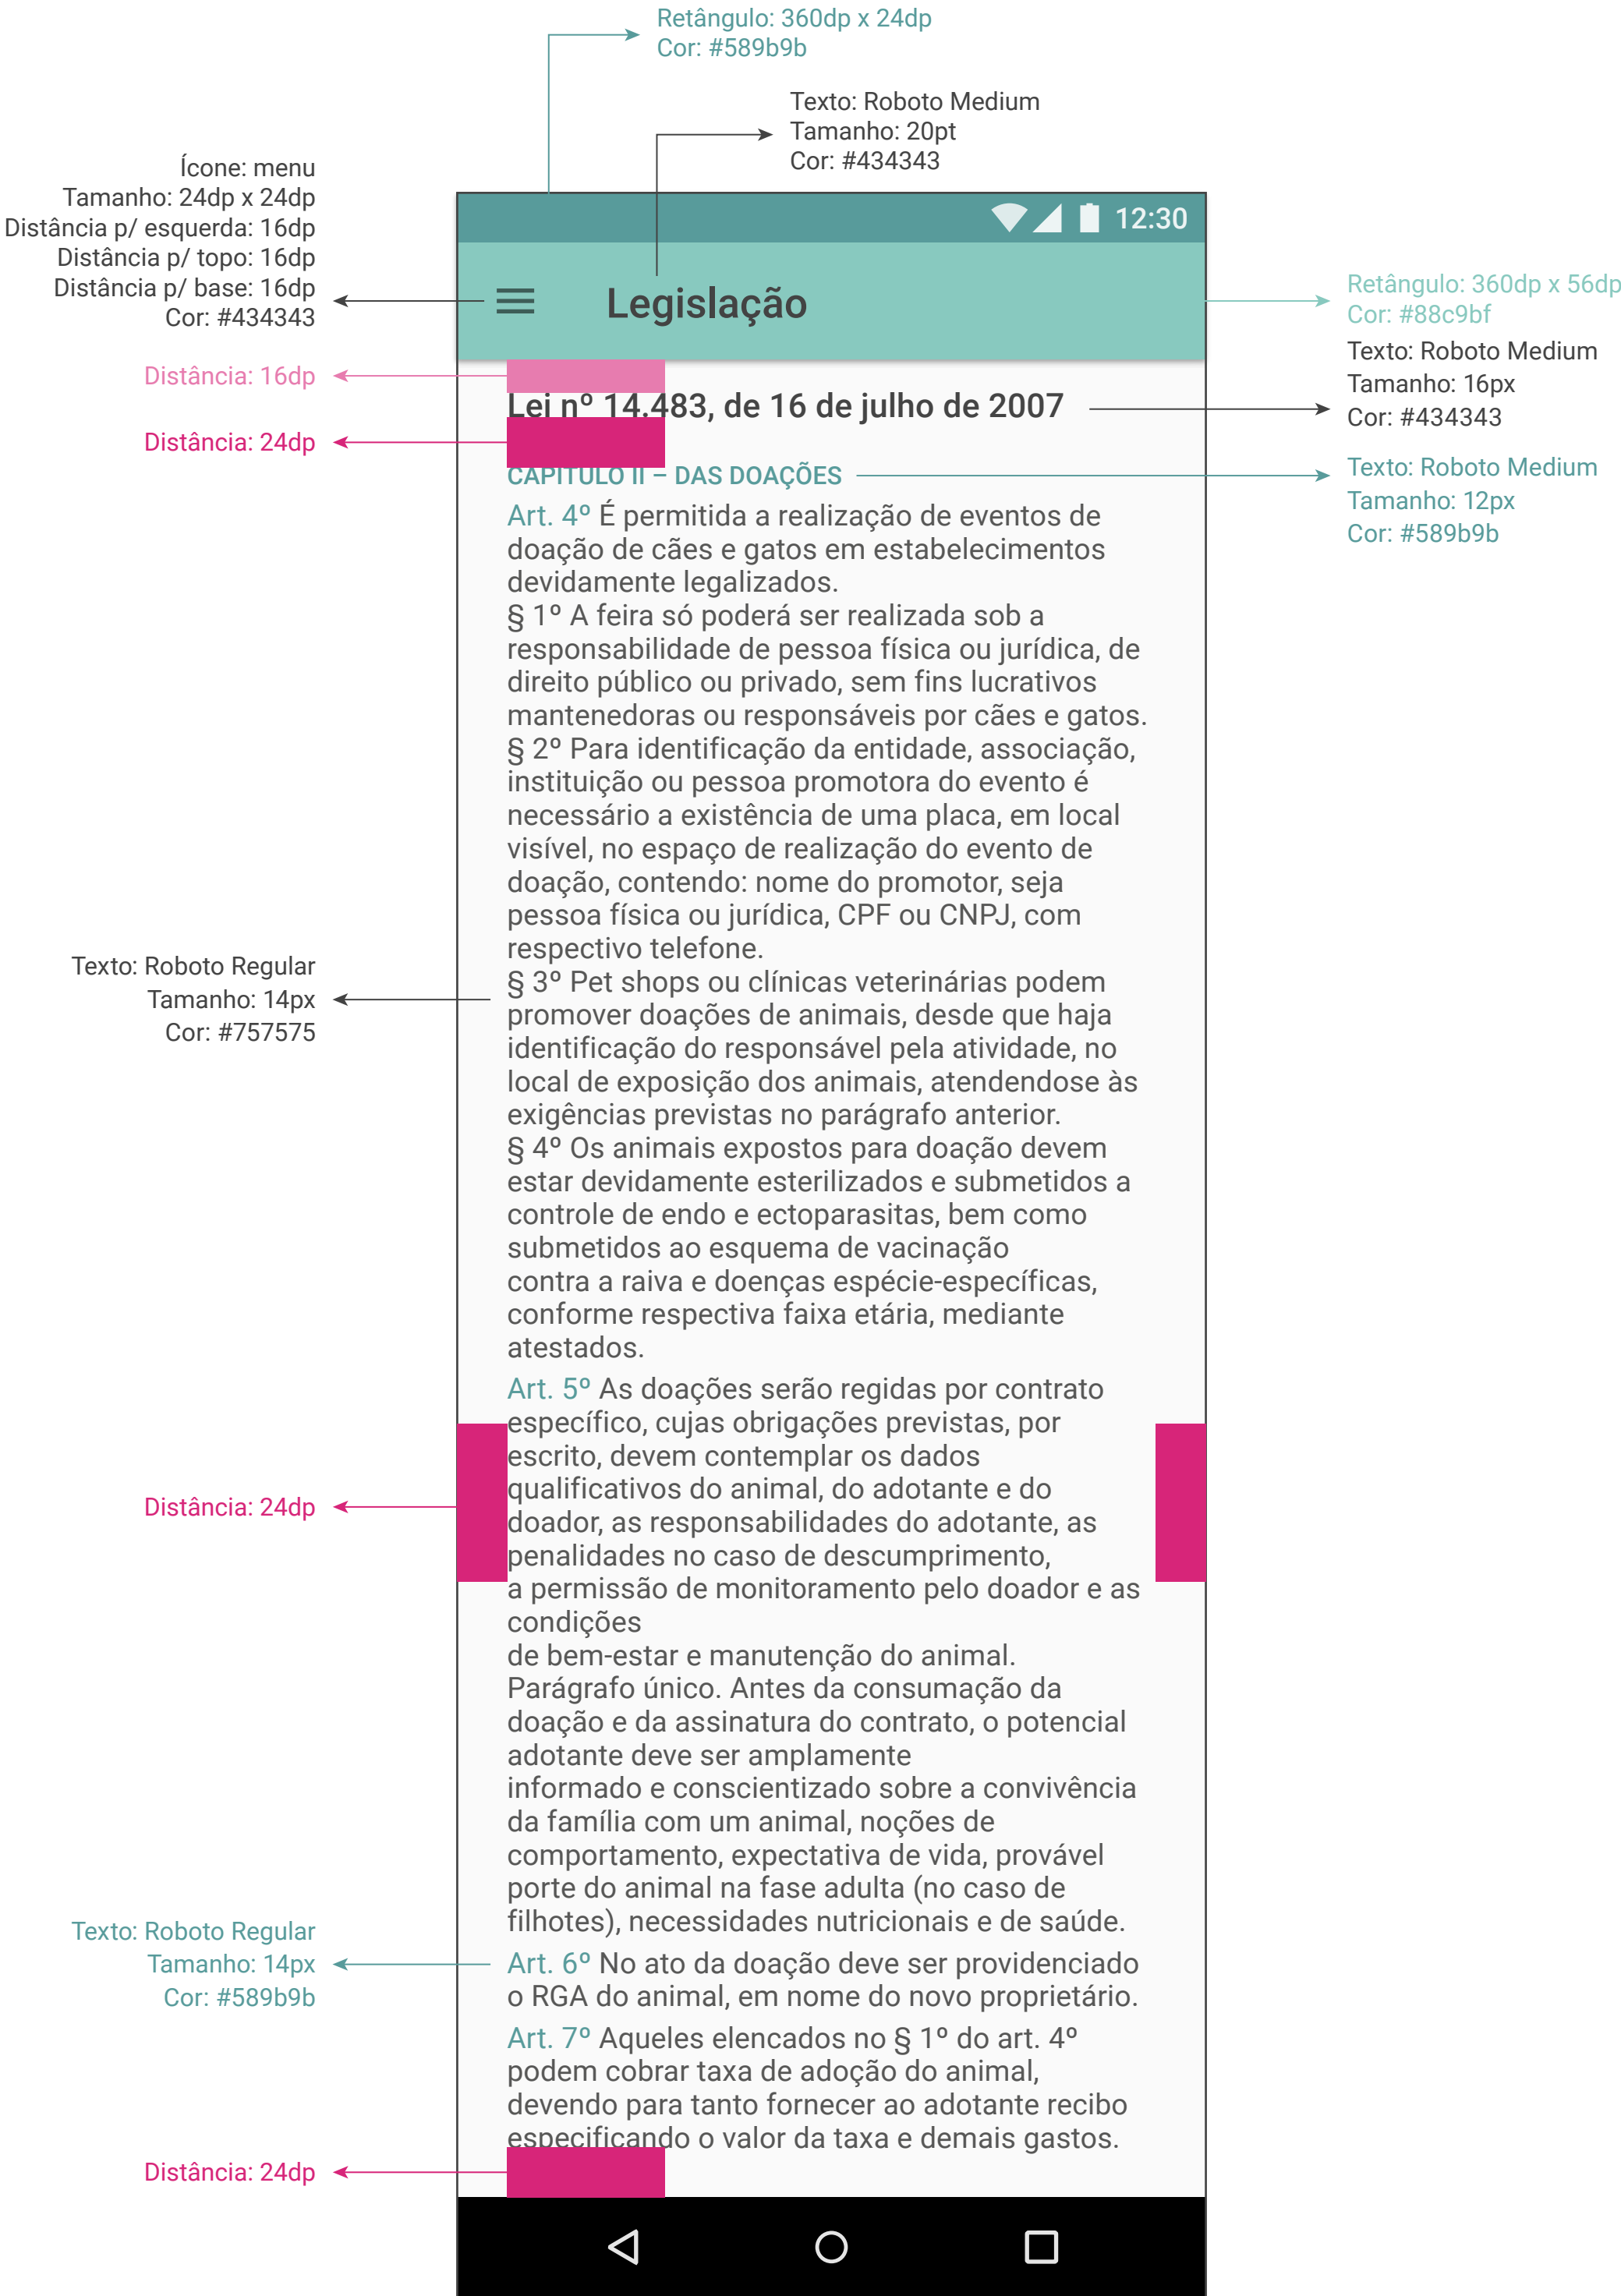 Retângulo: 360dp x 24dp
Cor: #589b9b
Texto: Roboto Medium
Tamanho: 20pt
Cor: #434343
Ícone: menu
Tamanho: 24dp x 24dp
Distância p/ esquerda: 16dp
Distância p/ topo: 16dp
Distância p/ base: 16dp
Cor: #434343
12:30
Legislação
Retângulo: 360dp x 56dp
Cor: #88c9bf
Distância: 16dp
Lei nº 14.483, de 16 de julho de 2007
Texto: Roboto Medium
Tamanho: 16px
Cor: #434343
Distância: 24dp
CAPÍTULO II – DAS DOAÇÕES
Texto: Roboto Medium
Tamanho: 12px
Cor: #589b9b
Art. 4º É permitida a realização de eventos de
doação de cães e gatos em estabelecimentos
devidamente legalizados.
§ 1º A feira só poderá ser realizada sob a
responsabilidade de pessoa física ou jurídica, de
direito público ou privado, sem fins lucrativos
mantenedoras ou responsáveis por cães e gatos.
§ 2º Para identificação da entidade, associação,
instituição ou pessoa promotora do evento é
necessário a existência de uma placa, em local
visível, no espaço de realização do evento de
doação, contendo: nome do promotor, seja
pessoa física ou jurídica, CPF ou CNPJ, com
respectivo telefone.
§ 3º Pet shops ou clínicas veterinárias podem
promover doações de animais, desde que haja
identificação do responsável pela atividade, no
local de exposição dos animais, atendendose às
exigências previstas no parágrafo anterior.
§ 4º Os animais expostos para doação devem
estar devidamente esterilizados e submetidos a
controle de endo e ectoparasitas, bem como
submetidos ao esquema de vacinação
contra a raiva e doenças espécie-específicas,
conforme respectiva faixa etária, mediante
atestados.
Texto: Roboto Regular
Tamanho: 14px
Cor: #757575
Art. 5º As doações serão regidas por contrato
específico, cujas obrigações previstas, por
escrito, devem contemplar os dados
qualificativos do animal, do adotante e do
doador, as responsabilidades do adotante, as
penalidades no caso de descumprimento,
a permissão de monitoramento pelo doador e as
condições
de bem-estar e manutenção do animal.
Parágrafo único. Antes da consumação da
doação e da assinatura do contrato, o potencial
adotante deve ser amplamente
informado e conscientizado sobre a convivência
da família com um animal, noções de
comportamento, expectativa de vida, provável
porte do animal na fase adulta (no caso de
filhotes), necessidades nutricionais e de saúde.
Distância: 24dp
Art. 6º No ato da doação deve ser providenciado
o RGA do animal, em nome do novo proprietário.
Texto: Roboto Regular
Tamanho: 14px
Cor: #589b9b
Art. 7º Aqueles elencados no § 1º do art. 4º
podem cobrar taxa de adoção do animal,
devendo para tanto fornecer ao adotante recibo
especificando o valor da taxa e demais gastos.
Distância: 24dp